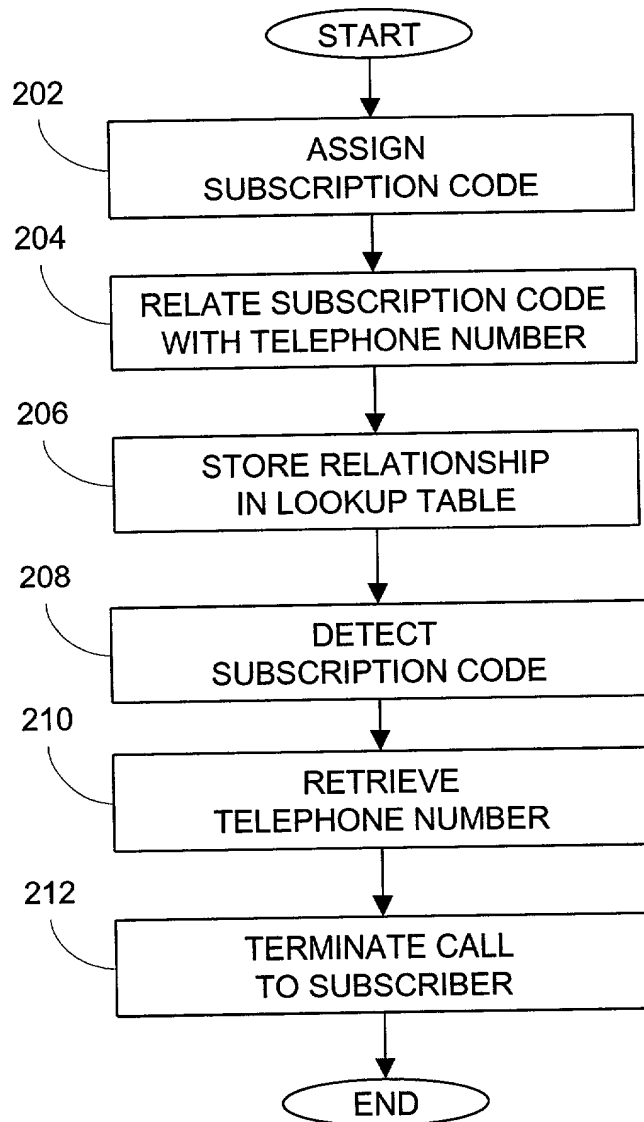 START
202
ASSIGN
SUBSCRIPTION CODE
204
RELATE SUBSCRIPTION CODE
WITH TELEPHONE NUMBER
206
STORE RELATIONSHIP
IN LOOKUP TABLE
208
DETECT
SUBSCRIPTION CODE
210
RETRIEVE
TELEPHONE NUMBER
212
TERMINATE CALL
TO SUBSCRIBER
END